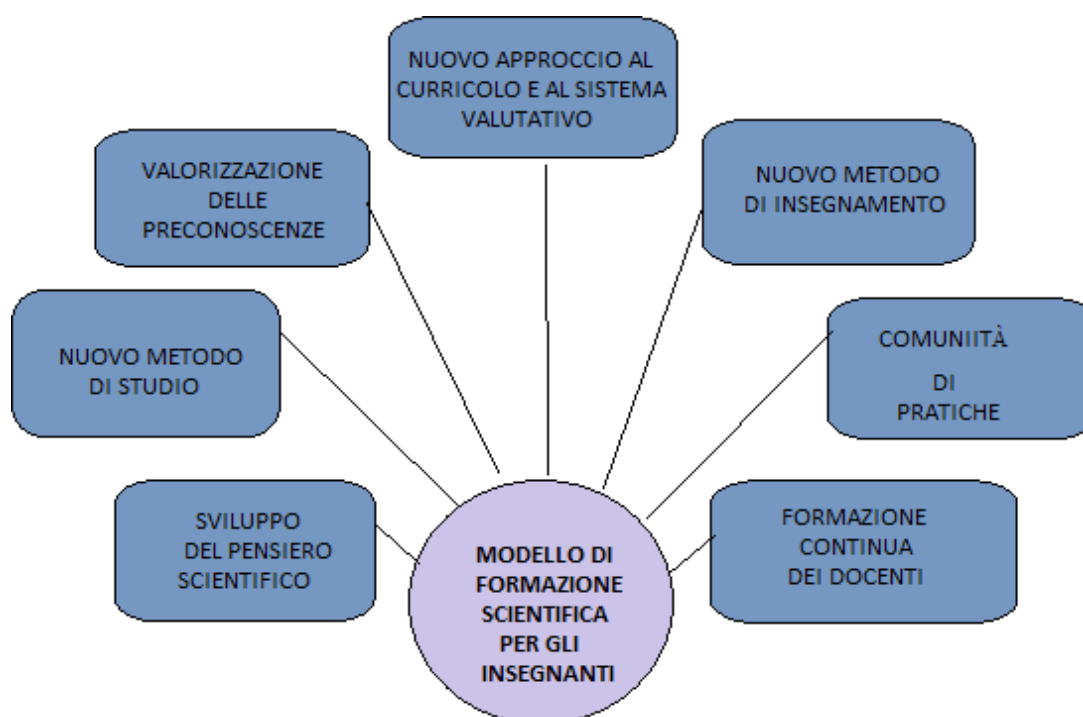 NUOVO APPROCCIO AL
CURRICOLO E AL SISTEMA
VALUTATIVO
VALORIZZAZIONE
DELLE
PRECONOSCENZE
NUOVO METODO
DI INSEGNAMENTO
NUOVO METODO
DI STUDIO
COMUNIITÀ
DI
PRATICHE
SVILUPPO
DEL PENSIERO
SCIENTIFICO
FORMAZIONE
CONTINUA
DEI DOCENTI
MODELLO DI
FORMAZIONE
SCIENTIFICA
PER GLI
INSEGNANTI